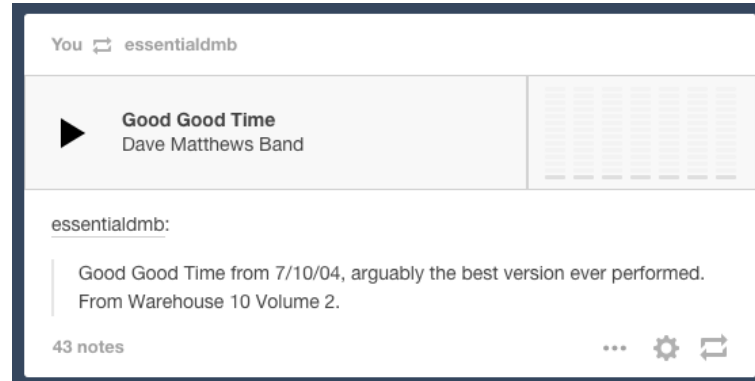 You essentialdmb
Good Good Time
Dave Matthews Band
essentialdmb:
Good Good Time from 7/10/04, arguably the best version ever performed.
From Warehouse 10 Volume 2.
43 notes